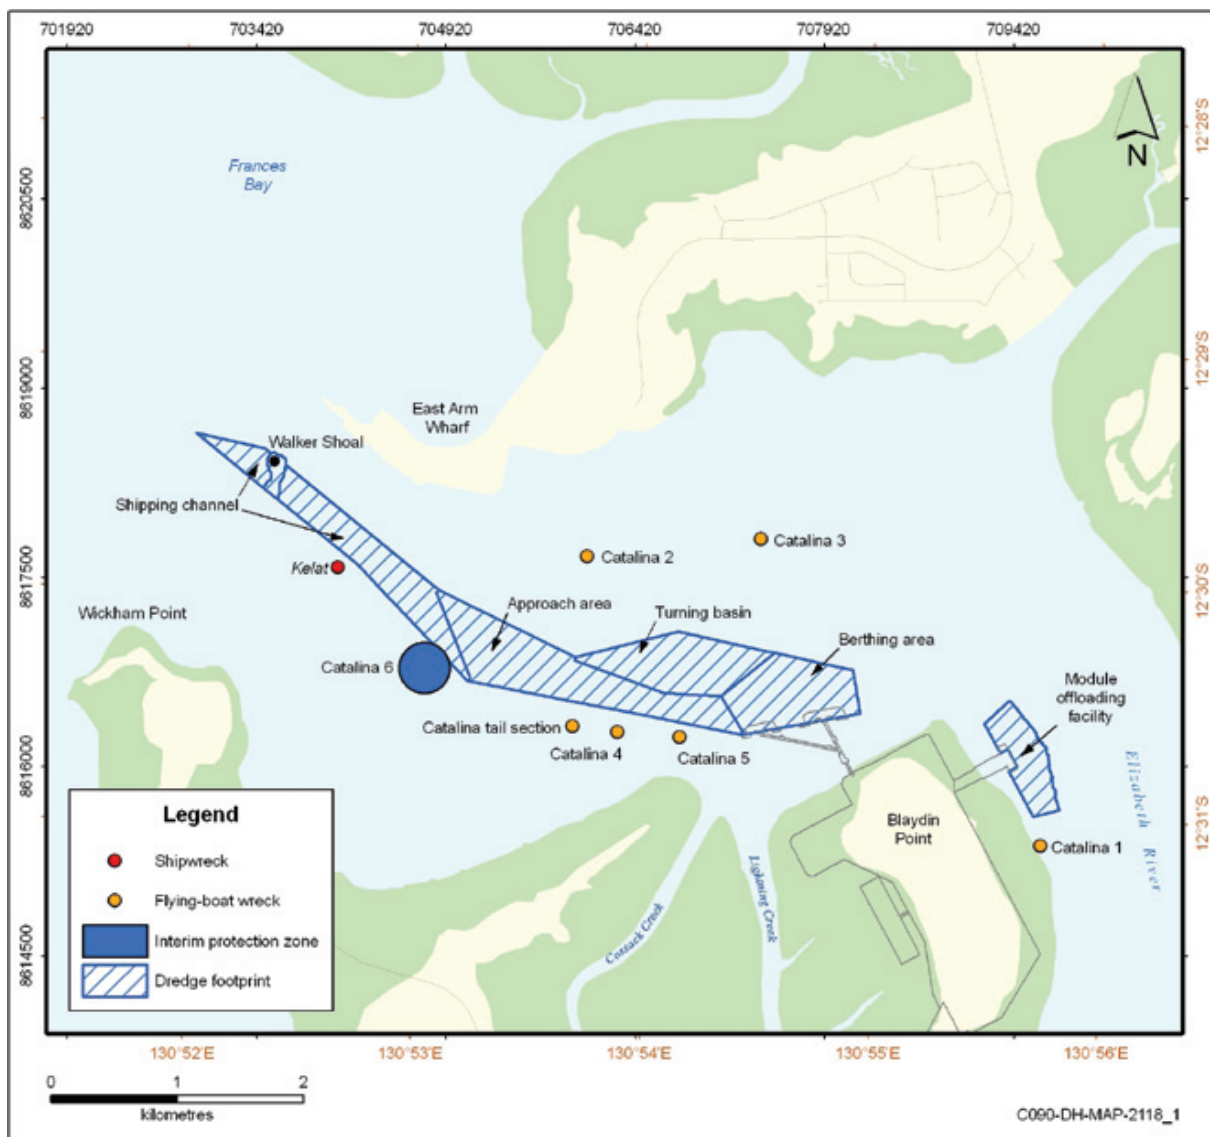 701920 703420 704920 706420 707920 709420
12°28'S
N
Frances
Bay
8620500
12°29'S
8619000
East Arm
Wharf
Walker Shoal
Shipping channel
Catalina 3
Catalina 2
Kelat
8617500
12°30'S
Approach area
Turning basin
Wickham Point
Berthing area
Catalina 6
Module
offloading
facility
Catalina tail section
Catalina 4
Catalina 5
8616000
Elizabeth River
12°31'S
Legend
Blaydin
Point
Catalina 1
Shipwreck
Flying-boat wreck
Interim protection zone
Dredge footprint
Cossack Creek
Lightning Creek
8614500
130°52'E 130°53'E 130°54'E 130°55'E 130°56'E
0 1 2
kilometres
C090-DH-MAP-2118_1